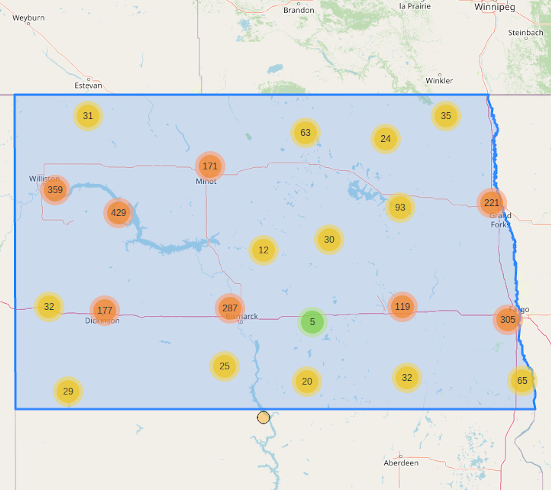 Weyburn
Brandon
la Prairie
Winnipeg
Steinbach
Winkler
Estevan
31
63
35
24
171
Minot
Williston
359
429
93
221
Grand
Forks
30
12
32
177
Dickinson
287
Bismarck
5
119
Fargo
305
25
29
20
32
65
Aberdeen